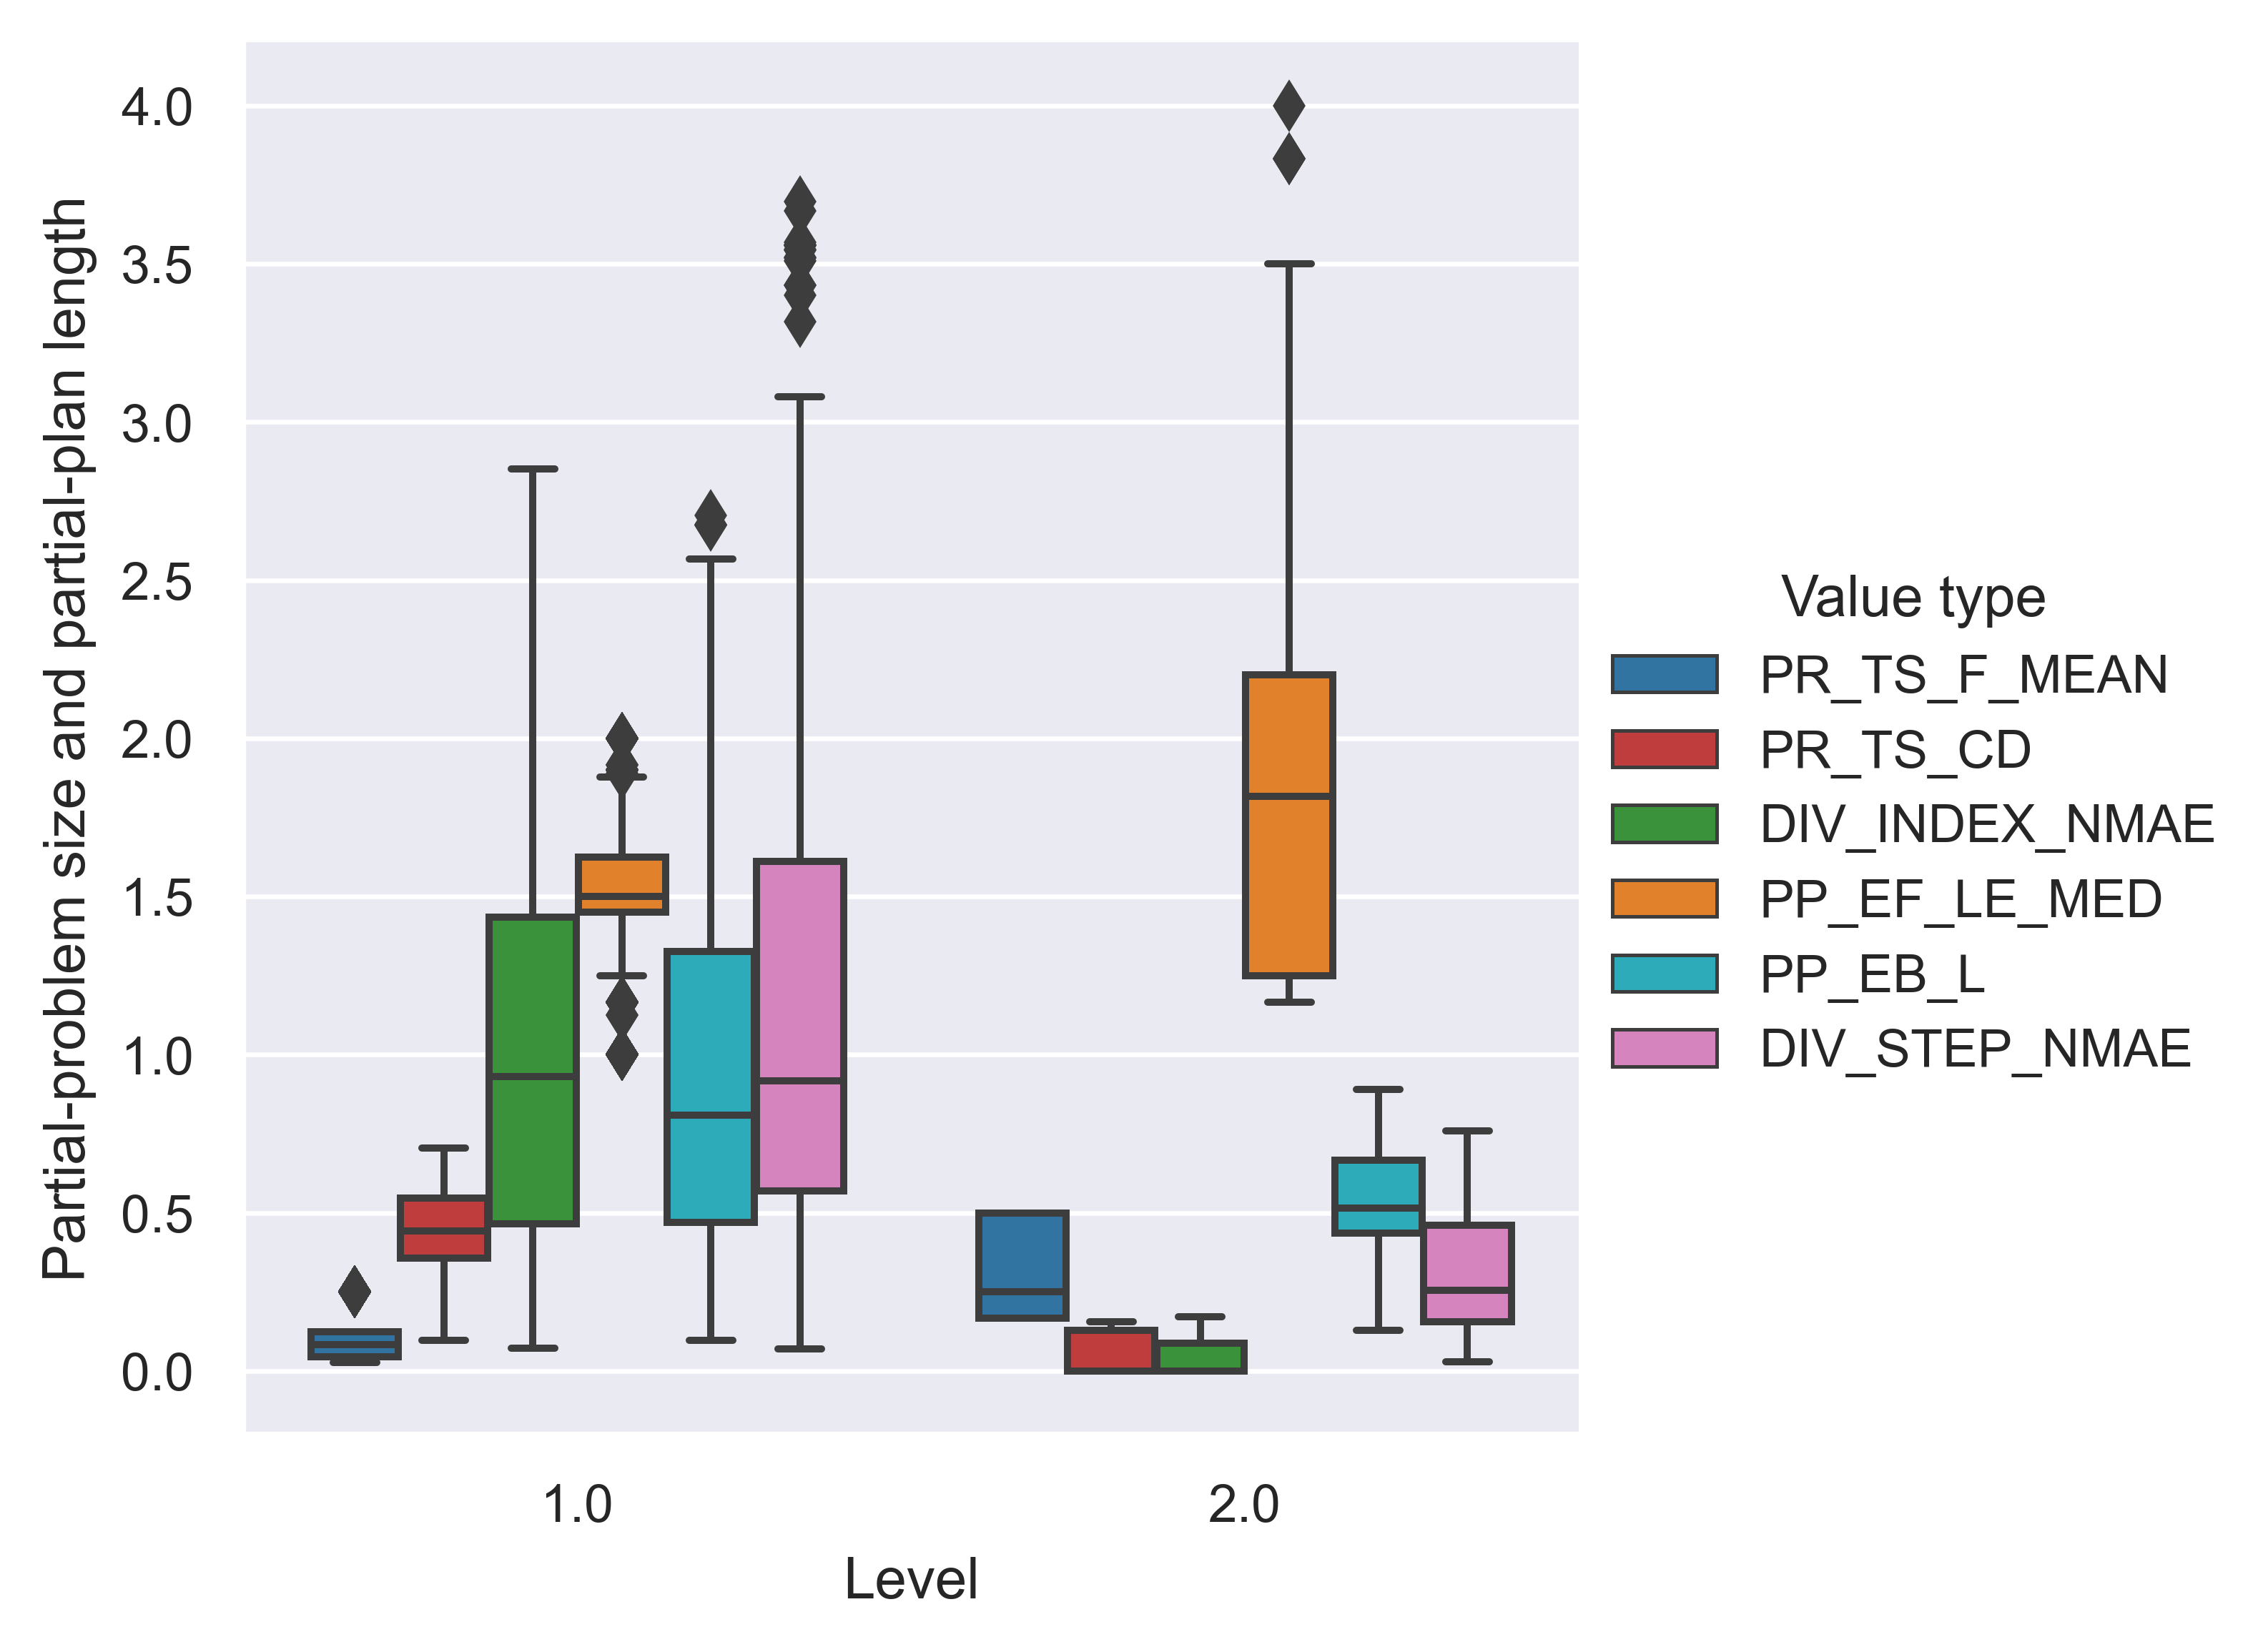 Partial-problem size and partial-plan length
4.0
3.5
3.0
2.5
2.0
1.5
1.0
0.5
0.0
1.0
2.0
Level
Value type
PR_TS_F_MEAN
PR_TS_CD
DIV_INDEX_NMAE
PP_EF_LE_MED
PP_EB_L
DIV_STEP_NMAE